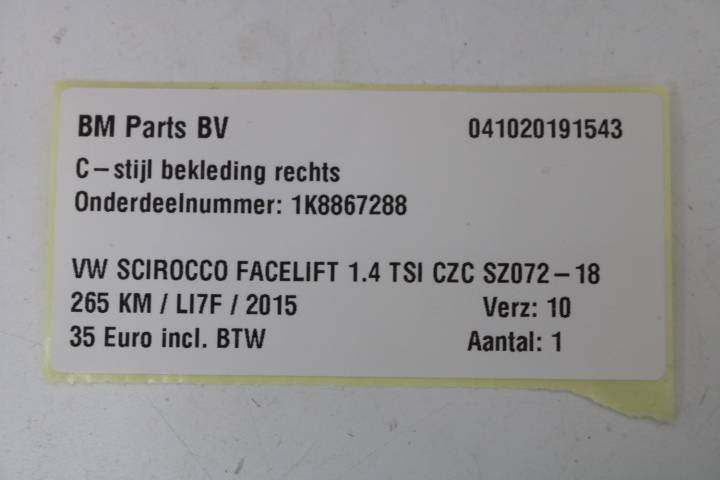 BM Parts BV 041020191543
C-stijl bekleding rechts
Onderdeelnummer: 1K8867288
VW SCIROCCO FACELIFT 1.4 TSI CZC SZ072-18
265 KM / LI7F / 2015 Verz: 10
35 Euro incl. BTW Aantal: 1